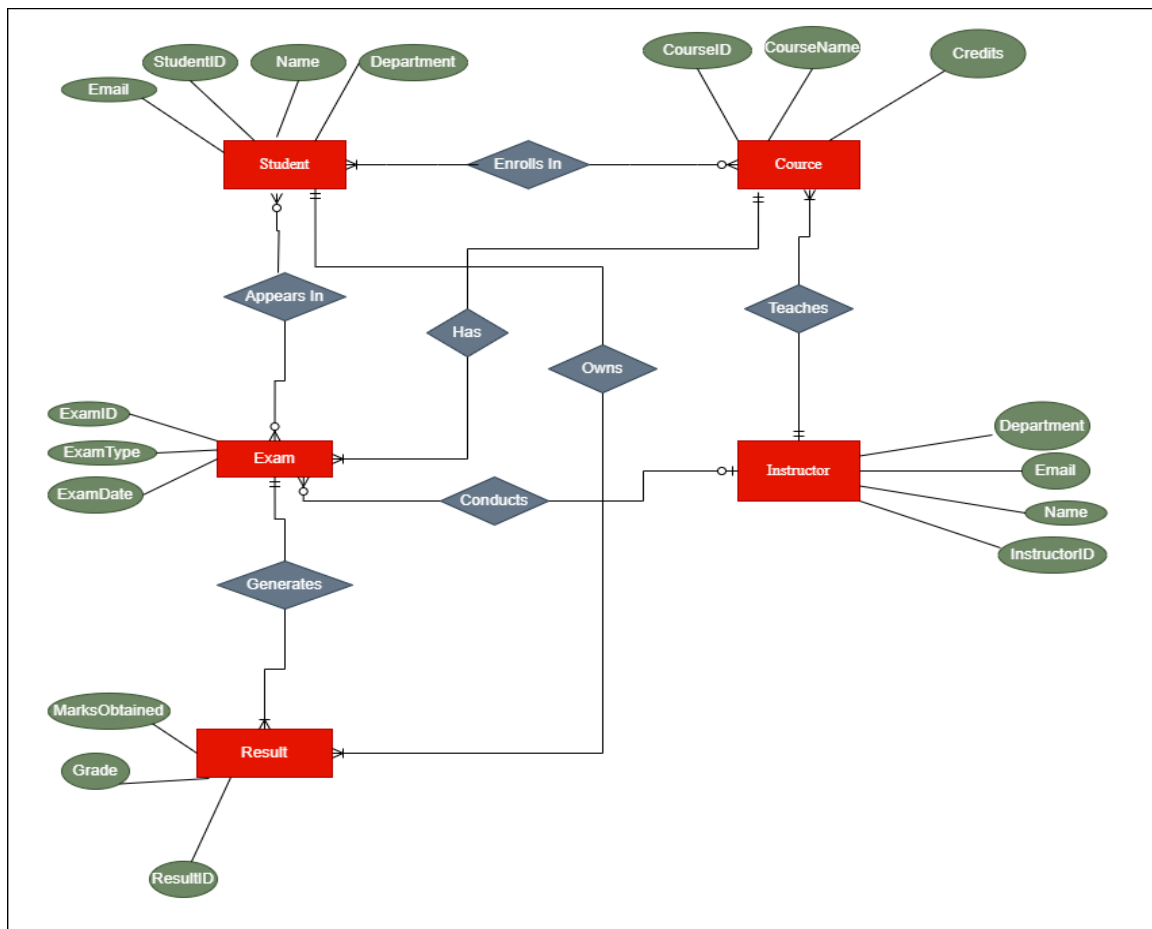 StudentID
Name
Department
Email
CourseID
CourseName
Credits
Student
Enrolls In
Cource
Appears In
Has
Teaches
Owns
ExamID
ExamType
ExamDate
Exam
Conducts
Instructor
Department
Email
Name
InstructorID
Generates
MarksObtained
Grade
Result
ResultID